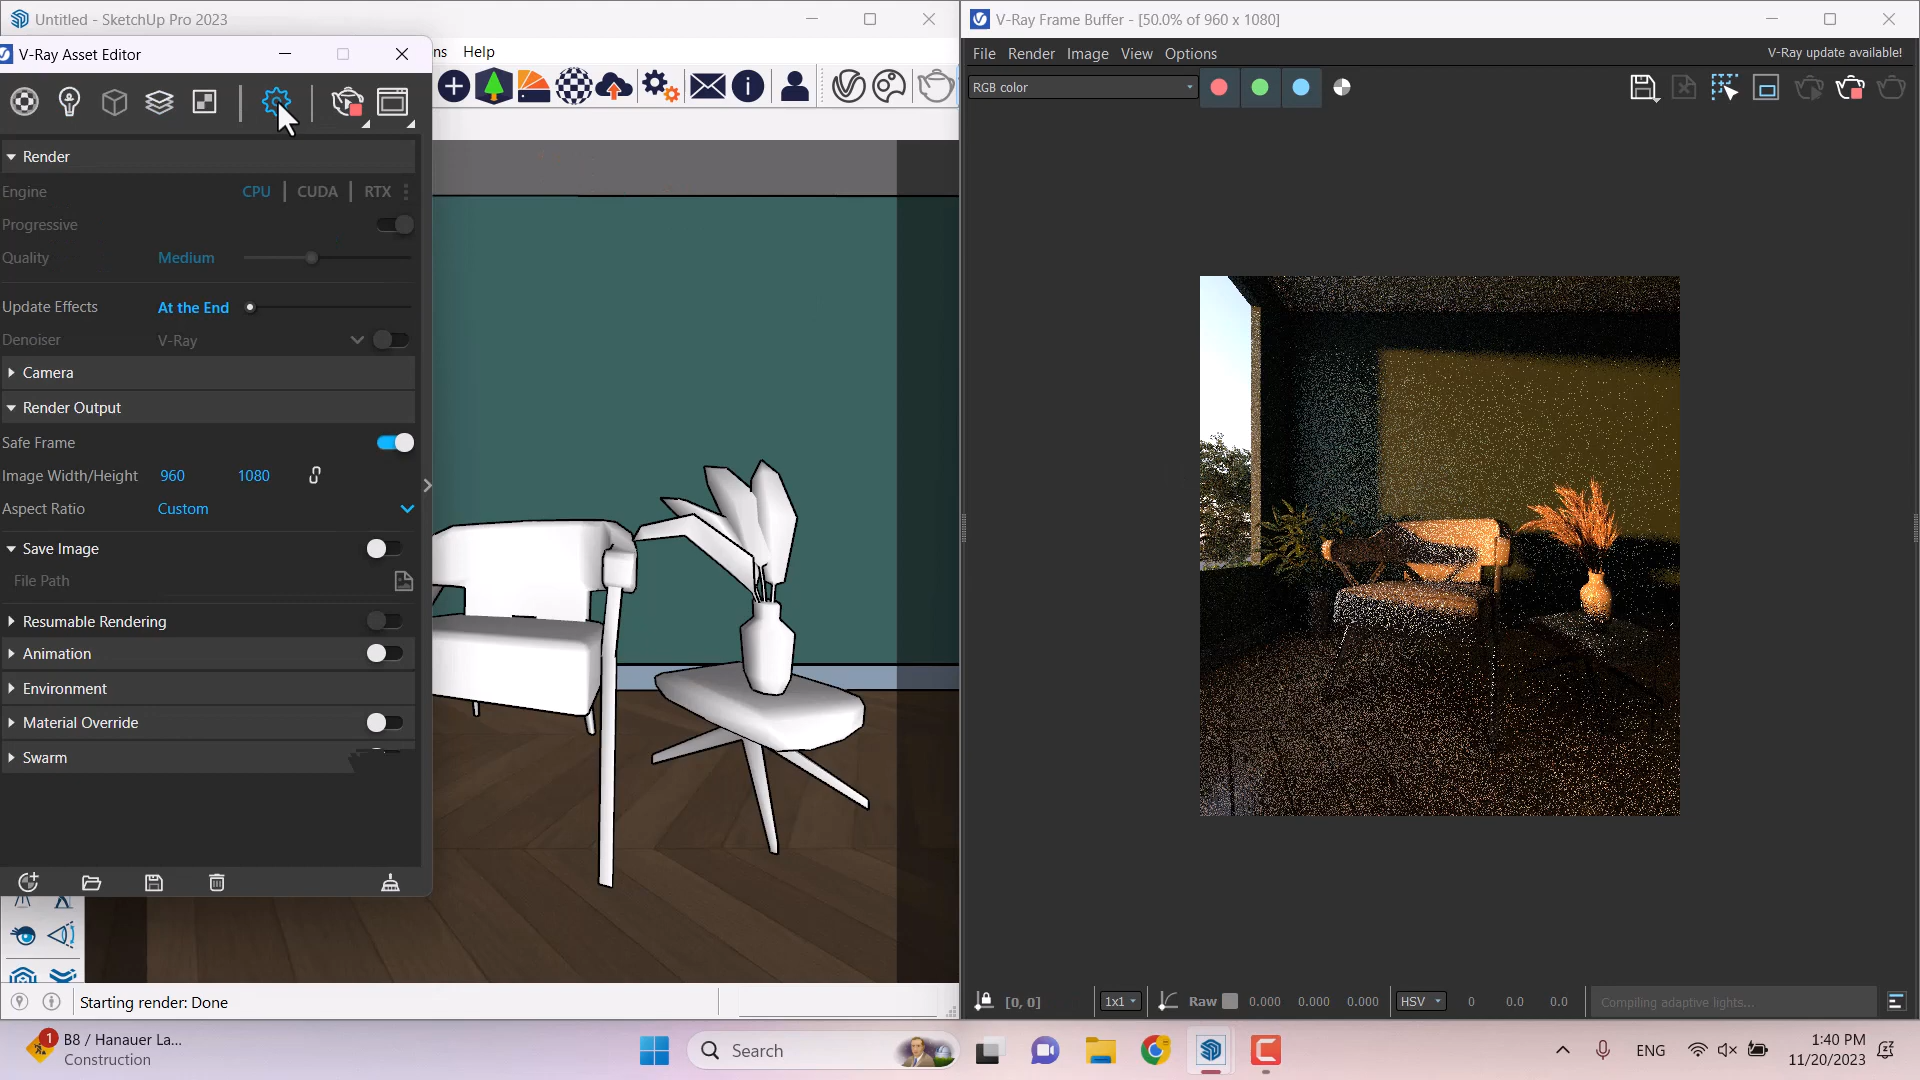 Untitled - SketchUp Pro 2023
V-Ray Frame Buffer - [50.0% of 960 x 1080]
V-Ray Asset Editor
ns Help
File Render Image View Options
V-Ray update available!
RGB color
Render
Engine CPU CUDA RTX
Progressive
Quality Medium
Update Effects At the End
Denoiser V-Ray
Camera
Render Output
Safe Frame
Image Width/Height 960 1080
Aspect Ratio Custom
Save Image
File Path
Resumable Rendering
Animation
Environment
Material Override
Swarm
Starting render: Done
[0, 0]
1x1
Raw 0.000 0.000 0.000
HSV 0 0.0 0.0
Compiling adaptive lights...
1
B8 / Hanauer La...
Construction
Search
ENG
1:40 PM
11/20/2023